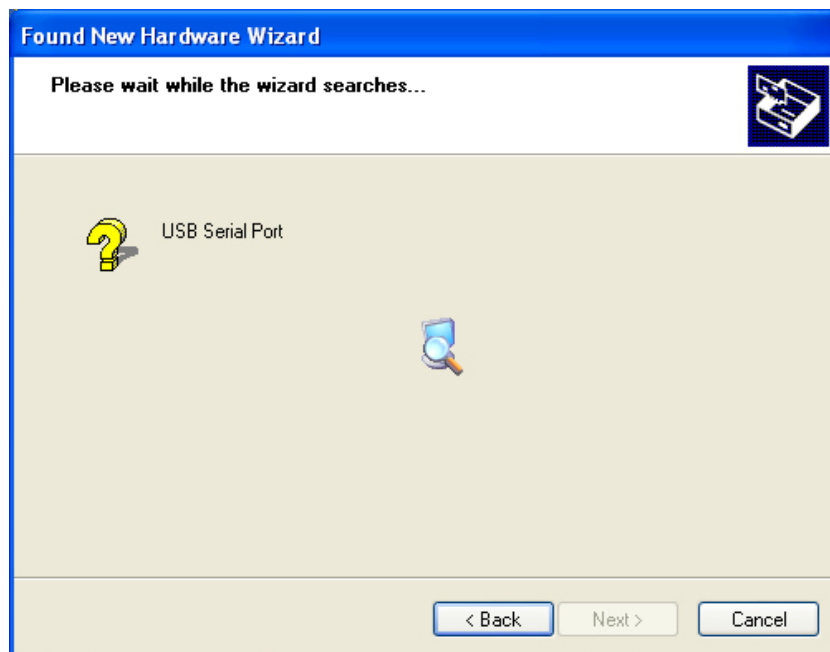 Found New Hardware Wizard
Please wait while the wizard searches...
USB Serial Port
< Back Next > Cancel